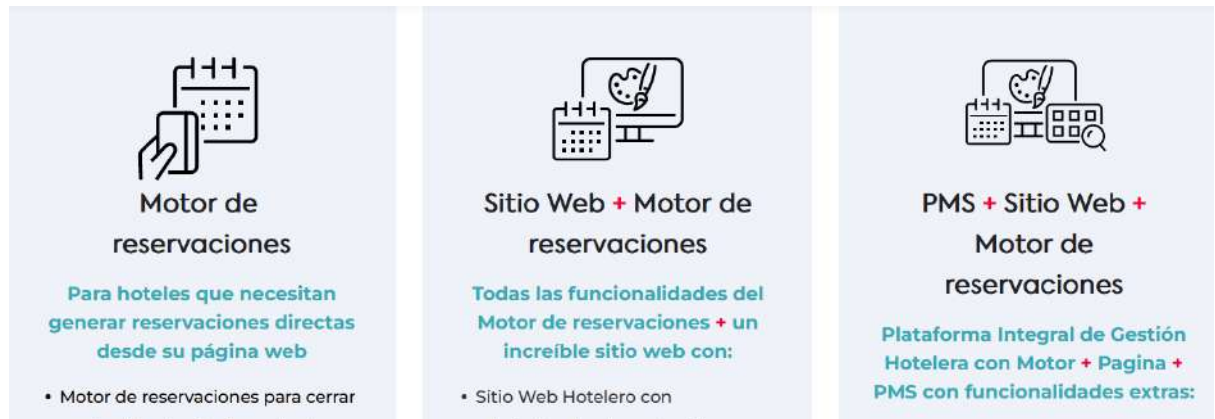 Motor de
reservaciones
Para hoteles que necesitan
generar reservaciones directas
desde su página web
• Motor de reservaciones para cerrar
Sitio Web + Motor de
reservaciones
Todas las funcionalidades del
Motor de reservaciones + un
increíble sitio web con:
• Sitio Web Hotelero con
PMS + Sitio Web +
Motor de
reservaciones
Plataforma Integral de Gestión
Hotelera con Motor + Pagina +
PMS con funcionalidades extras: